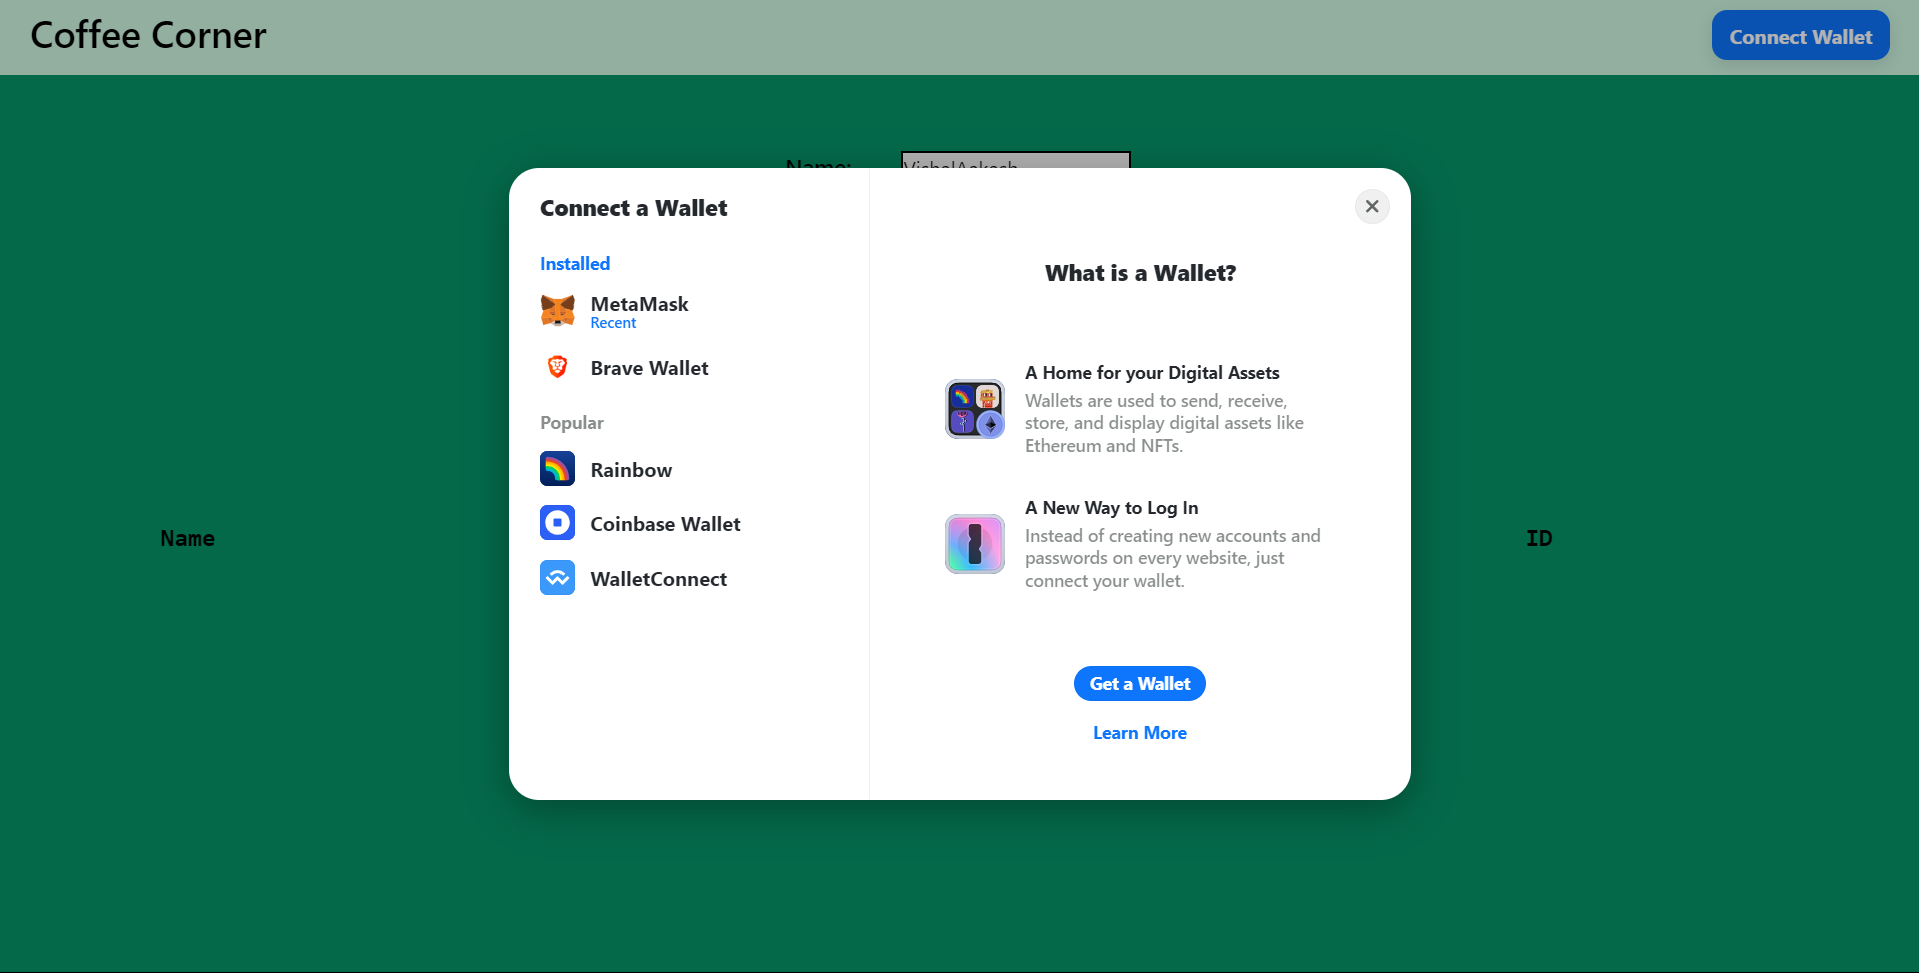 Coffee Corner
Connect Wallet
Name:
VishalAakash
Connect a Wallet
Installed
MetaMask
Recent
Brave Wallet
Popular
Rainbow
Coinbase Wallet
WalletConnect
What is a Wallet?
A Home for your Digital Assets
Wallets are used to send, receive,
store, and display digital assets like
Ethereum and NFTs.
A New Way to Log In
Instead of creating new accounts and
passwords on every website, just
connect your wallet.
Get a Wallet
Learn More
Name
ID